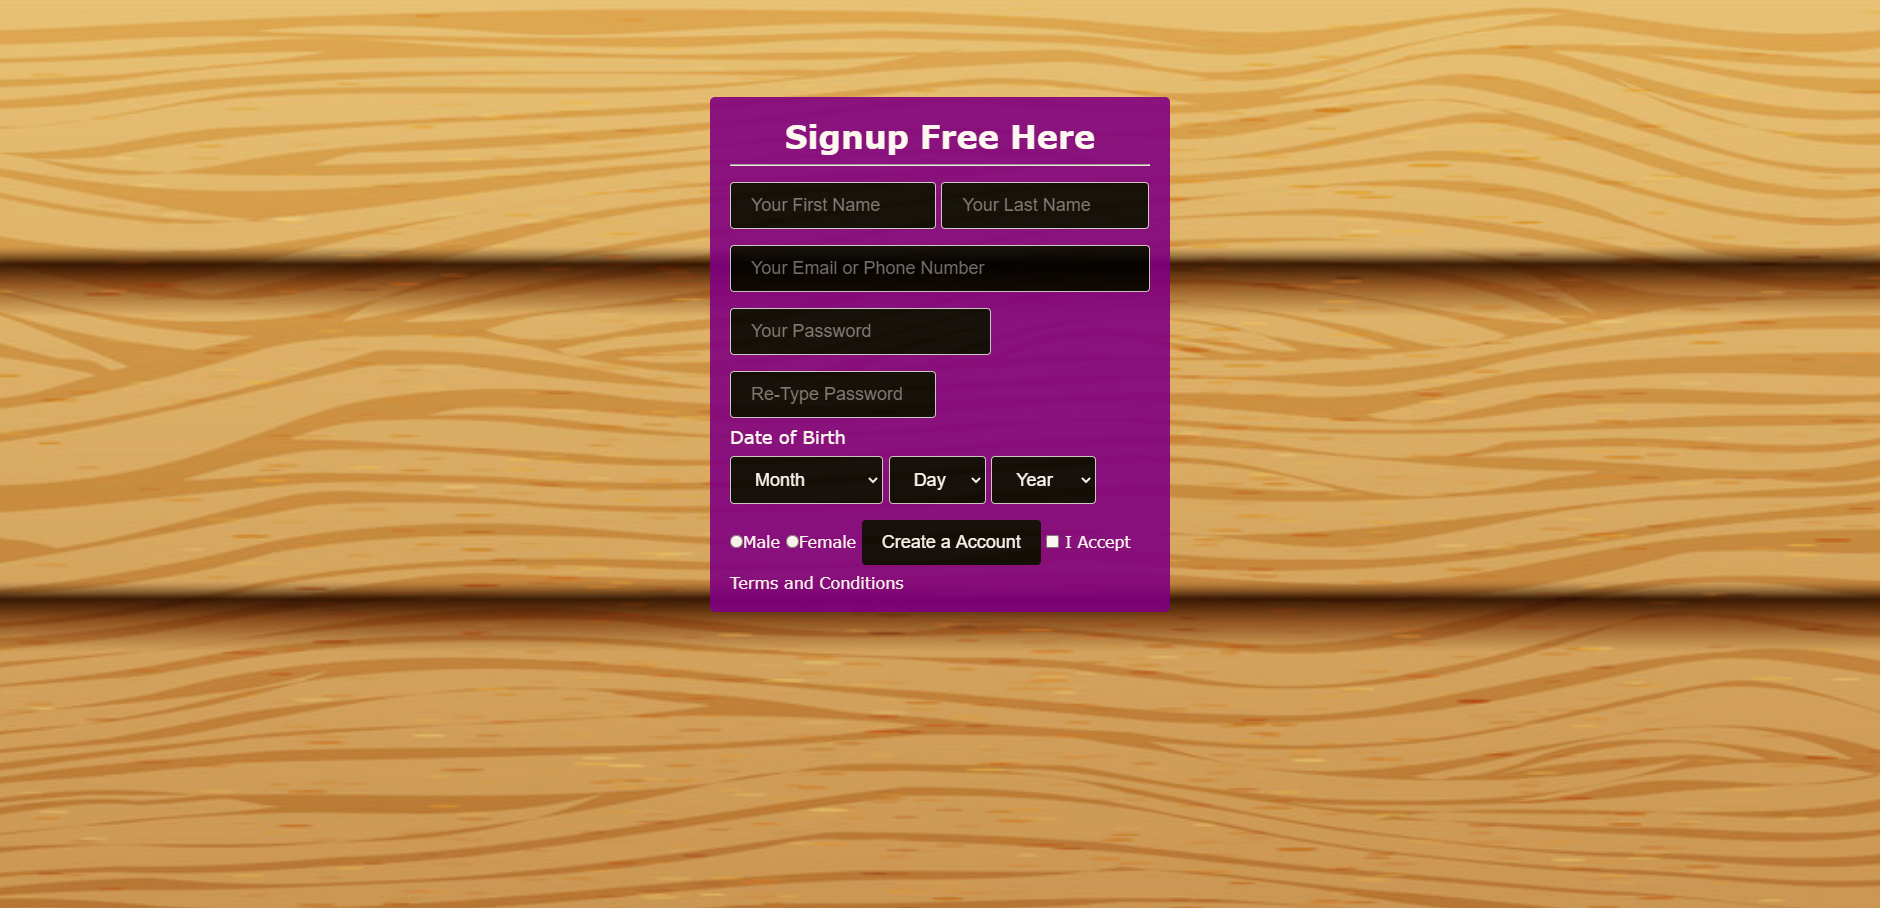 Signup Free Here
Your First Name Your Last Name
Your Email or Phone Number
Your Password
Re-Type Password
Date of Birth
Month Day Year
Male Female Create a Account I Accept
Terms and Conditions